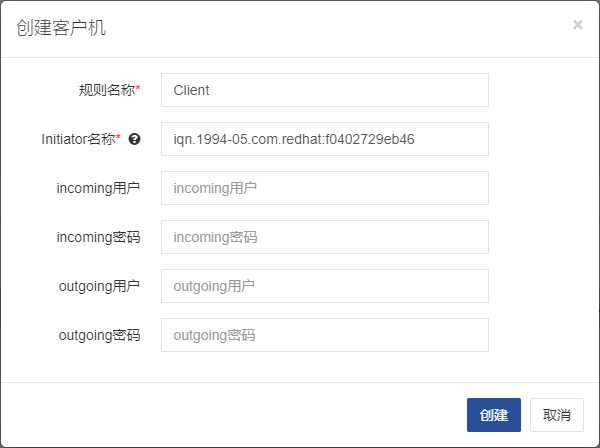 创建客户机 ×
规则名称* Client
Initiator名称* iqn.1994-05.com.redhat:f0402729eb46
incoming用户 incoming用户
incoming密码 incoming密码
outgoing用户 outgoing用户
outgoing密码 outgoing密码
创建 取消